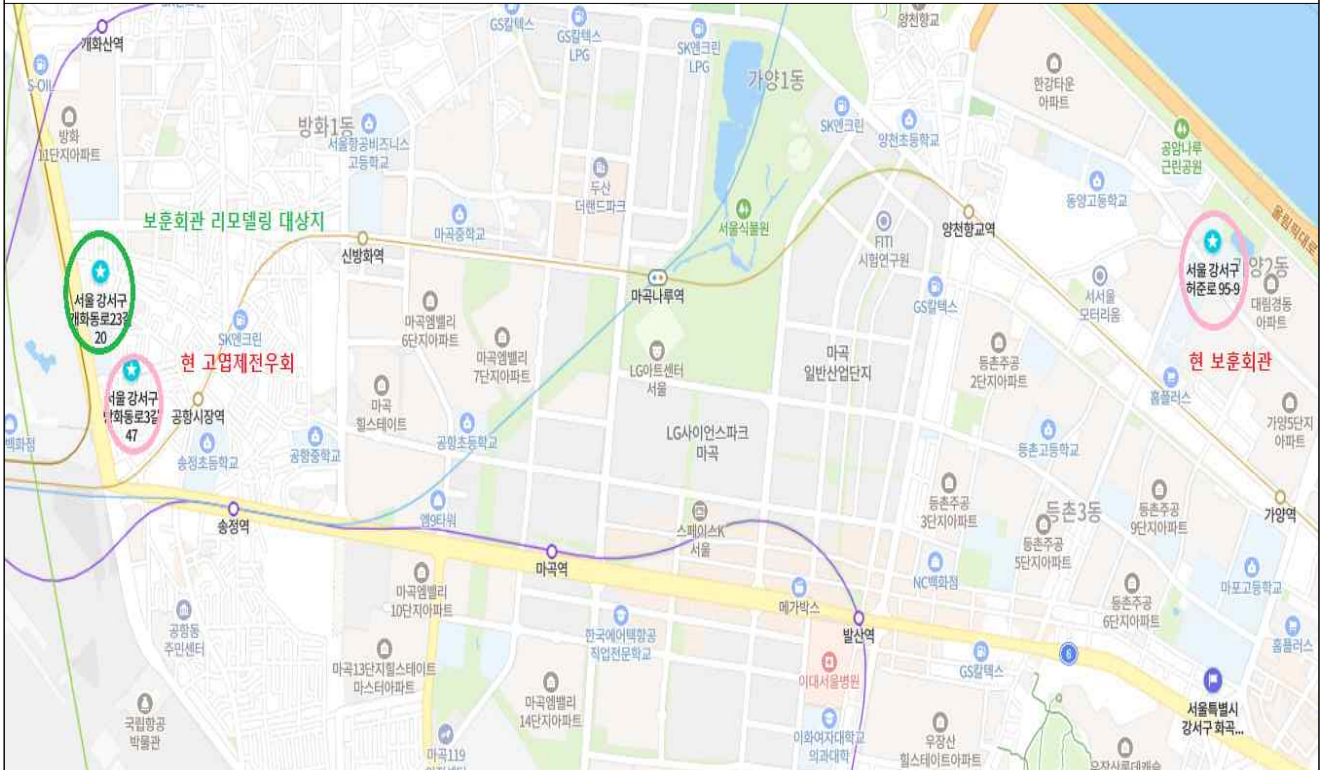 개화산역
GS칼텍스
GS칼텍스
LPG
SK엔크린
LPG
양천향교
S-OIL
방화
11단지아파트
방화1동
서울항공비즈니스
고등학교
가양1동
SK엔크린
양천초등학교
한강타운
아파트
공암나루
근린공원
올림픽대로
두산
더랜드파크
동양고등학교
보훈회관 리모델링 대상지
마곡중학교
서울식물원
양천향교역
신방화역
FITI
시험연구원
서울 강서구
개화동로23길
20
마곡나루역
서울 강서구
허준로 95-9
양2동
대림경동
아파트
서서울
모터리움
GS칼텍스
마곡엠밸리
6단지아파트
SK엔크린
마곡엠밸리
7단지아파트
현 고엽제전우회
LG아트센터
서울
마곡
일반산업단지
등촌주공
2단지아파트
현 보훈회관
홈플러스
서울 강서구
방화동로3길
47
공항시장역
마곡
힐스테이트
가양5단지
아파트
백화점
송정초등학교
공항중학교
공항초등학교
LG사이언스파크
마곡
등촌고등학교
송정역
엠9타워
스페이스K
서울
등촌주공
3단지아파트
등촌3동
등촌주공
9단지아파트
등촌주공
5단지아파트
가양역
마곡역
마곡엠밸리
10단지아파트
NC백화점
등촌주공
6단지아파트
마포고등학교
메가박스
공항동
주민센터
한국에어텍항공
직업전문학교
발산역
6
홈플러스
마곡13단지힐스테이트
마스터아파트
이대서울병원
GS칼텍스
서울특별시
강서구 화곡...
마곡엠밸리
14단지아파트
국립항공
박물관
이화여자대학교
의과대학
우장산
힐스테이트아파트
마곡119
우장산롯데캐슬